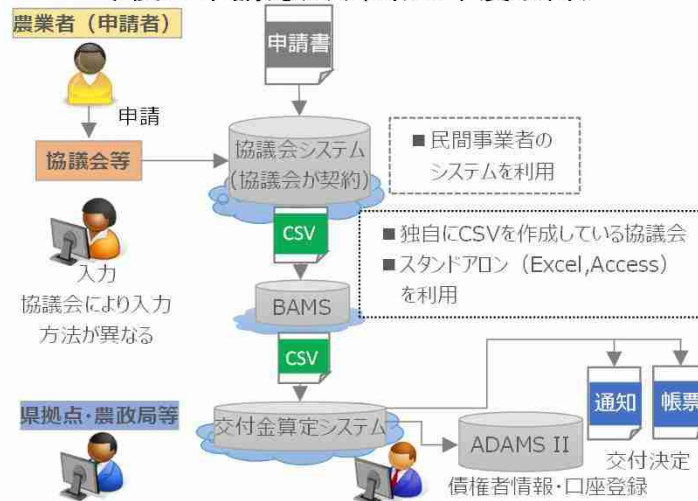 農業者（申請者）
申請書
申請
協議会等
協議会システム
(協議会が契約)
■民間事業者の
システムを利用
CSV
■独自にCSVを作成している協議会
■スタンドアロン（Excel,Access）
を利用
入力
協議会により入力
方法が異なる
BAMS
CSV
県拠点・農政局等
交付金算定システム
ADAMS II
通知
帳票
交付決定
債権者情報・口座登録